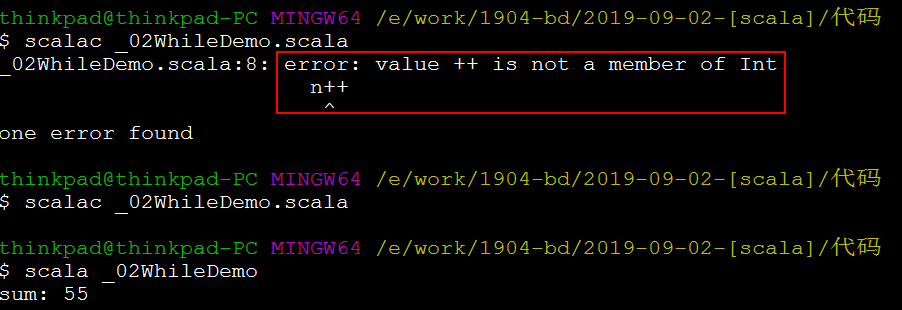 thinkpad@thinkpad-PC MINGW64 /e/work/1904-bd/2019-09-02-[scala]/代码
$ scalac _02WhileDemo.scala
_02WhileDemo.scala:8: error: value ++ is not a member of Int
n++
^
one error found
thinkpad@thinkpad-PC MINGW64 /e/work/1904-bd/2019-09-02-[scala]/代码
$ scalac _02WhileDemo.scala
thinkpad@thinkpad-PC MINGW64 /e/work/1904-bd/2019-09-02-[scala]/代码
$ scala _02WhileDemo
sum: 55